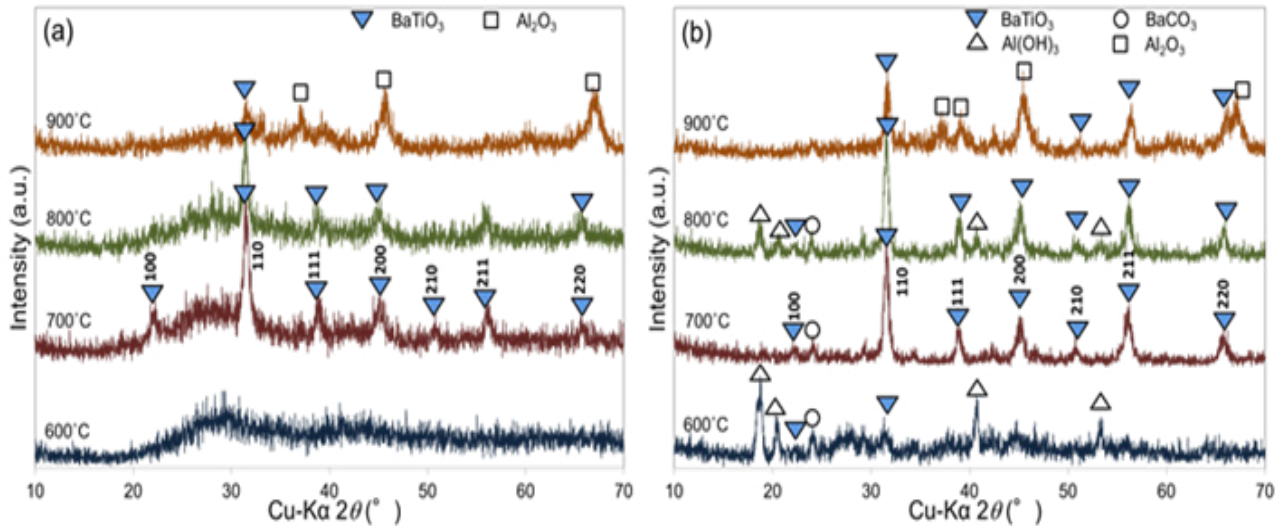 (a)
BaTiO₃
Al₂O₃
900˚C
800˚C
700˚C
600˚C
100
110
111
200
210
211
220
Intensity (a.u.)
10 20 30 40 50 60 70
Cu-Kα 2θ(°)
(b)
BaTiO₃
BaCO₃
Al(OH)₃
Al₂O₃
900˚C
800˚C
700˚C
600˚C
100
110
111
200
210
211
220
Intensity (a.u.)
10 20 30 40 50 60 70
Cu-Kα 2θ(°)